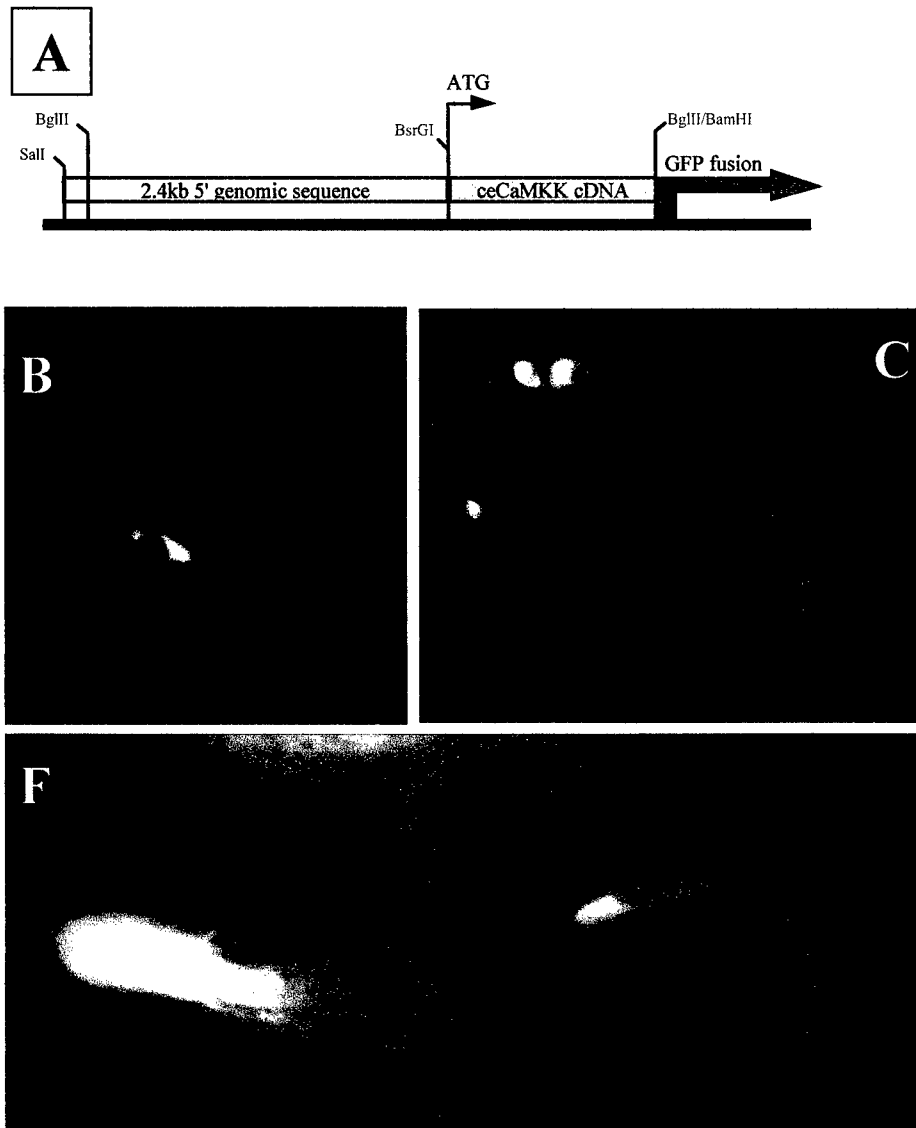 A
ATG
BglII
BsrGI
BglII/BamHI
SalI
GFP fusion
2.4kb 5' genomic sequence
ceCaMKK cDNA
B
C
F